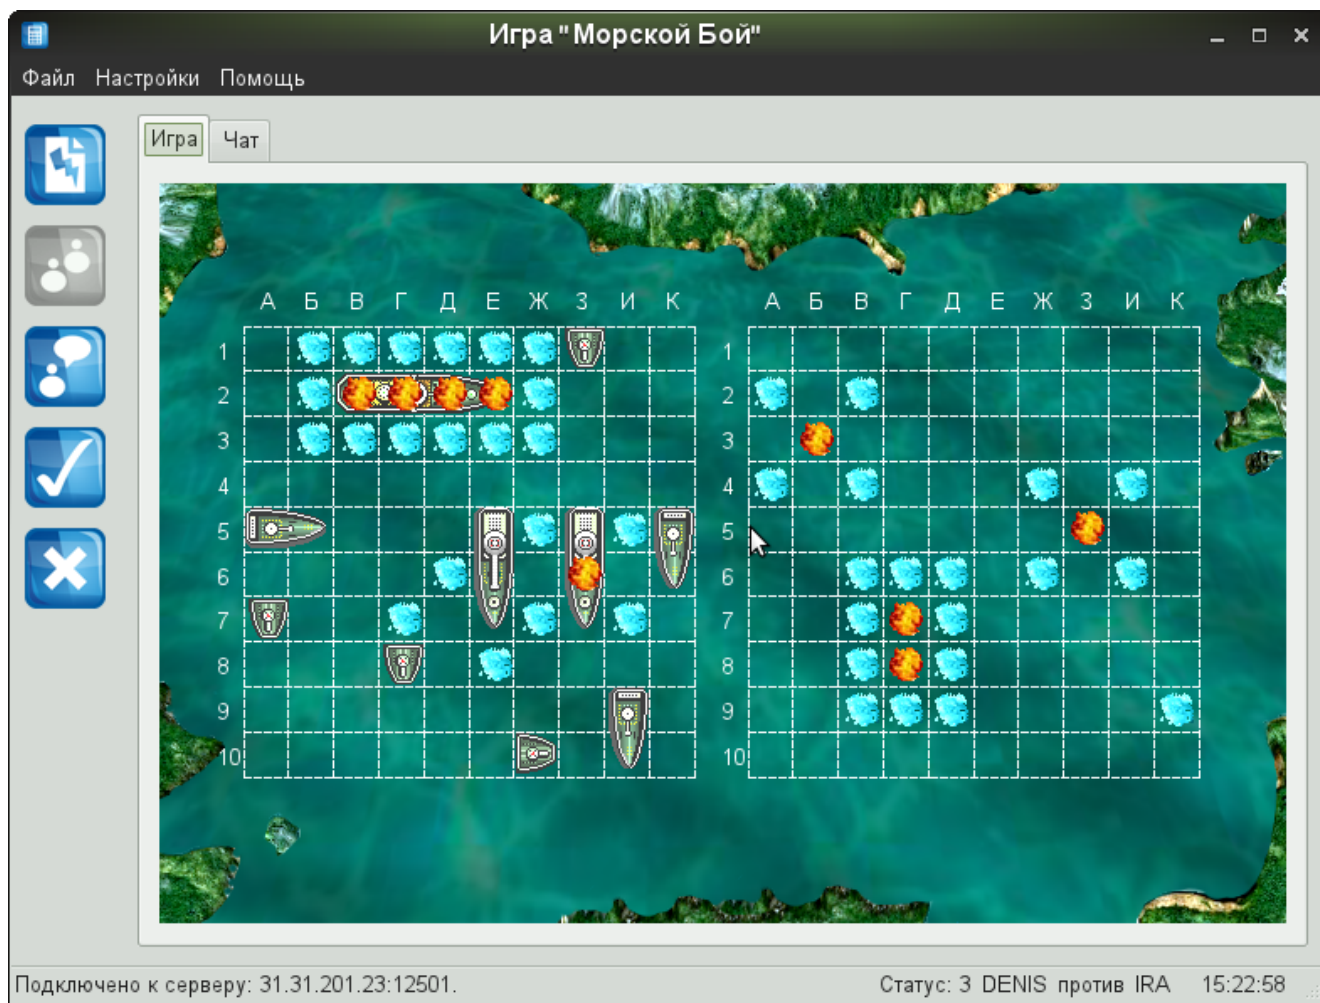 Игра "Морской Бой"
Файл Настройки Помощь
Игра Чат
А Б В Г Д Е Ж З И К А Б В Г Д Е Ж З И К
1 1
2 2
3 3
4 4
5 5
6 6
7 7
8 8
9 9
10 10
Подключено к серверу: 31.31.201.23:12501. Статус: 3 DENIS против IRA 15:22:58